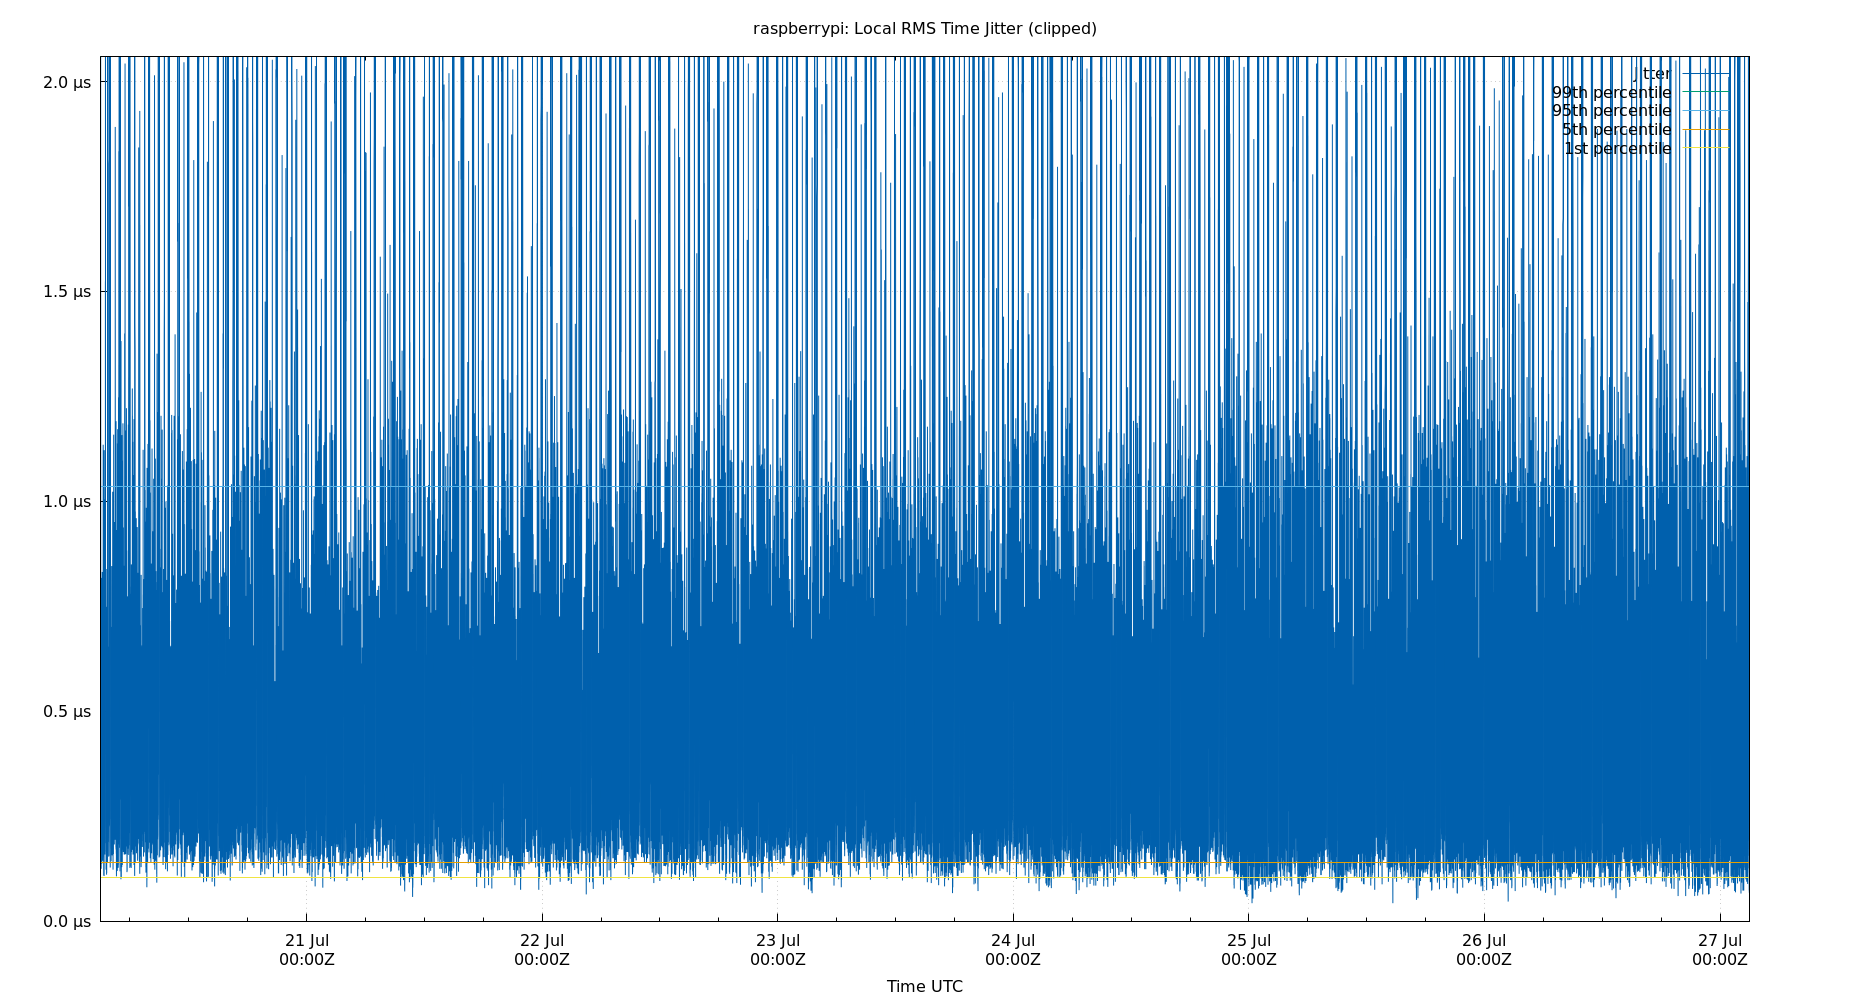 raspberrypi: Local RMS Time Jitter (clipped)
2.0 µs
1.5 µs
1.0 µs
0.5 µs
0.0 µs
Jitter
99th percentile
95th percentile
5th percentile
1st percentile
21 Jul
00:00Z
22 Jul
00:00Z
23 Jul
00:00Z
24 Jul
00:00Z
25 Jul
00:00Z
26 Jul
00:00Z
27 Jul
00:00Z
Time UTC